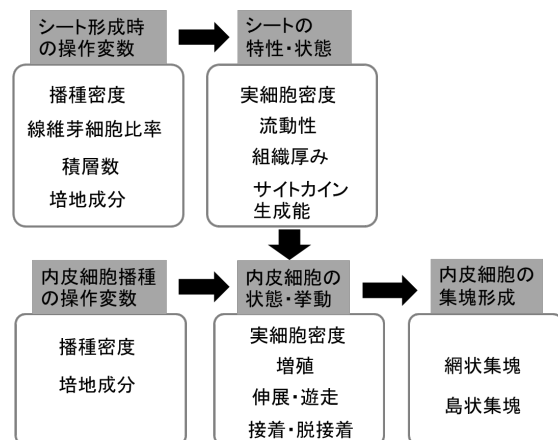 シート形成時
の操作変数
播種密度
線維芽細胞比率
積層数
培地成分
シートの
特性・状態
実細胞密度
流動性
組織厚み
サイトカイン
生成能
内皮細胞播種
の操作変数
播種密度
培地成分
内皮細胞の
状態・挙動
実細胞密度
増殖
伸展・遊走
接着・脱接着
内皮細胞の
集塊形成
網状集塊
島状集塊